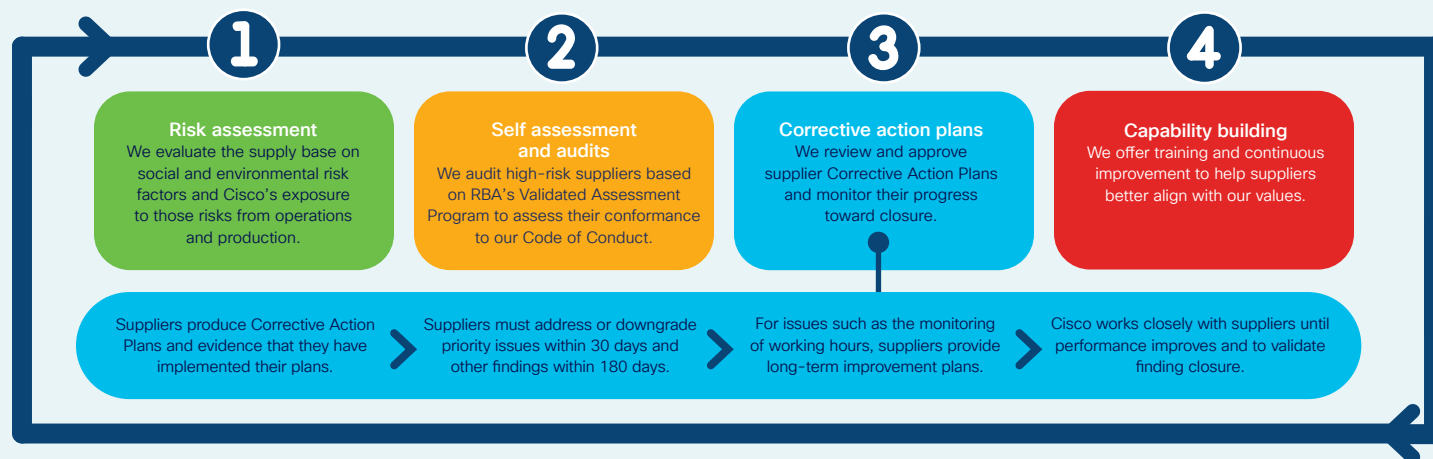 1
2
3
4
Risk assessment
We evaluate the supply base on
social and environmental risk
factors and Cisco's exposure
to those risks from operations
and production.
Self assessment
and audits
We audit high-risk suppliers based
on RBA's Validated Assessment
Program to assess their conformance
to our Code of Conduct.
Corrective action plans
We review and approve
supplier Corrective Action Plans
and monitor their progress
toward closure.
Capability building
We offer training and continuous
improvement to help suppliers
better align with our values.
Suppliers produce Corrective Action
Plans and evidence that they have
implemented their plans.
Suppliers must address or downgrade
priority issues within 30 days and
other findings within 180 days.
For issues such as the monitoring
of working hours, suppliers provide
long-term improvement plans.
Cisco works closely with suppliers until
performance improves and to validate
finding closure.